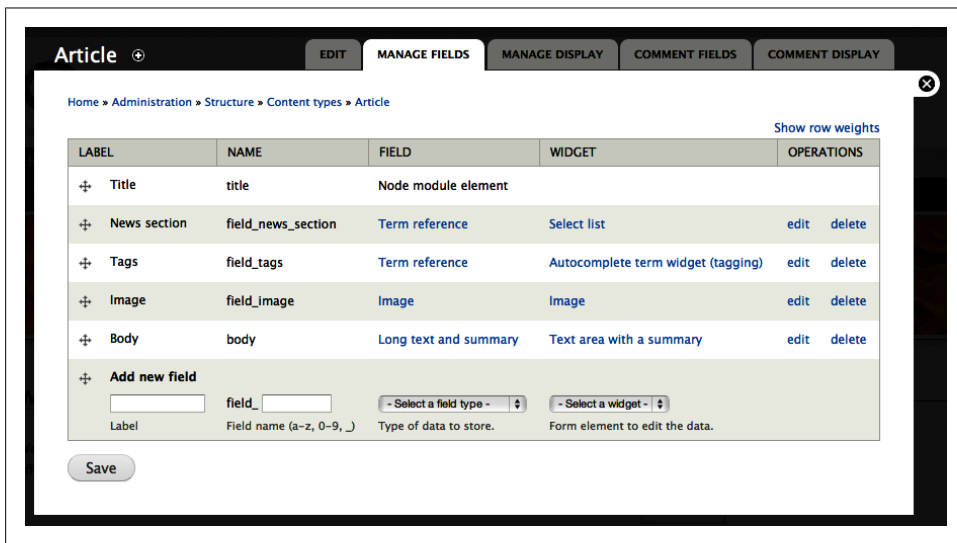 Article
EDIT
MANAGE FIELDS
MANAGE DISPLAY
COMMENT FIELDS
COMMENT DISPLAY
Home » Administration » Structure » Content types » Article
Show row weights
LABEL NAME FIELD WIDGET OPERATIONS
Title title Node module element
News section field_news_section Term reference Select list edit delete
Tags field_tags Term reference Autocomplete term widget (tagging) edit delete
Image field_image Image Image edit delete
Body body Long text and summary Text area with a summary edit delete
Add new field
field_ - Select a field type - - Select a widget -
Label Field name (a-z, 0-9, _) Type of data to store. Form element to edit the data.
Save